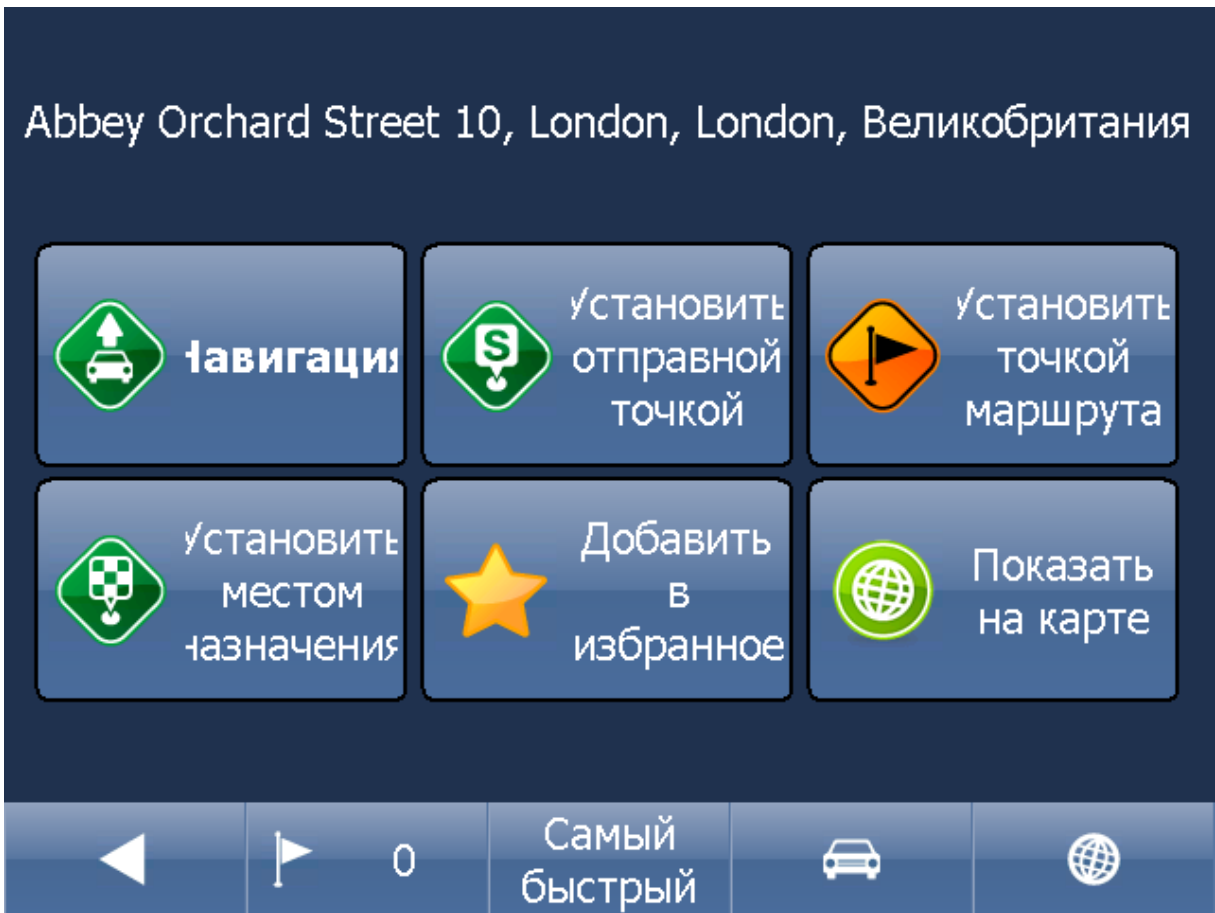 Abbey Orchard Street 10, London, London, Великобритания
Навигация
Установить
отправной
точкой
S
Установить
точкой
маршрута
Установить
местом
назначения
Добавить
в
избранное
Показать
на карте
0
Самый
быстрый